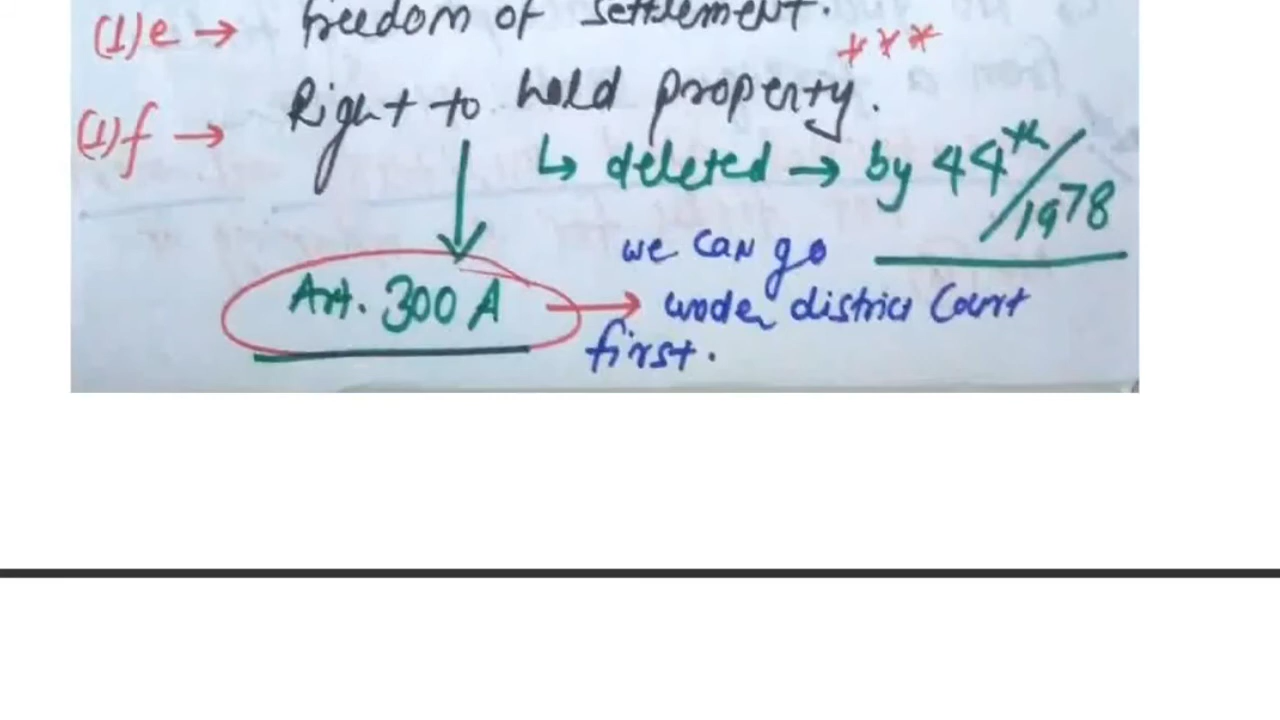 (1)e → freedom of settlement.
(1)f → Right to hold property. ***
↳ deleted → by 44th/1978
Art. 300 A → we can go
under district Court
first.